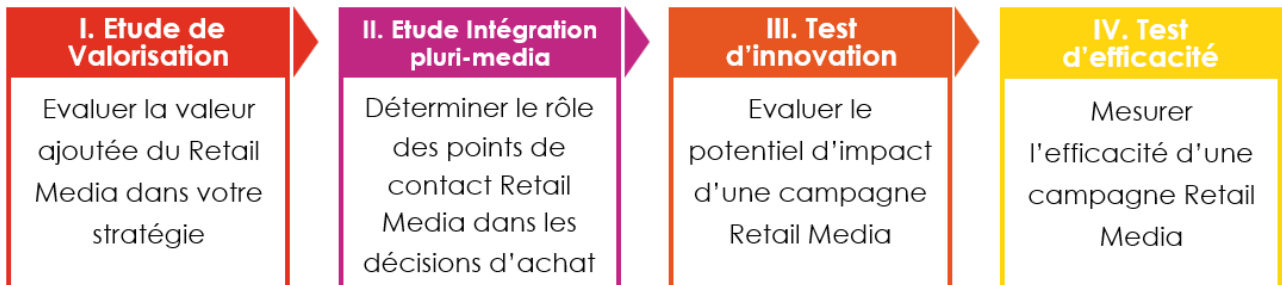 I. Etude de
Valorisation
Evaluer la valeur
ajoutée du Retail
Media dans votre
stratégie
II. Etude Intégration
pluri-media
Déterminer le rôle
des points de
contact Retail
Media dans les
décisions d'achat
III. Test
d'innovation
Evaluer le
potentiel d'impact
d'une campagne
Retail Media
IV. Test
d'efficacité
Mesurer
l'efficacité d'une
campagne Retail
Media